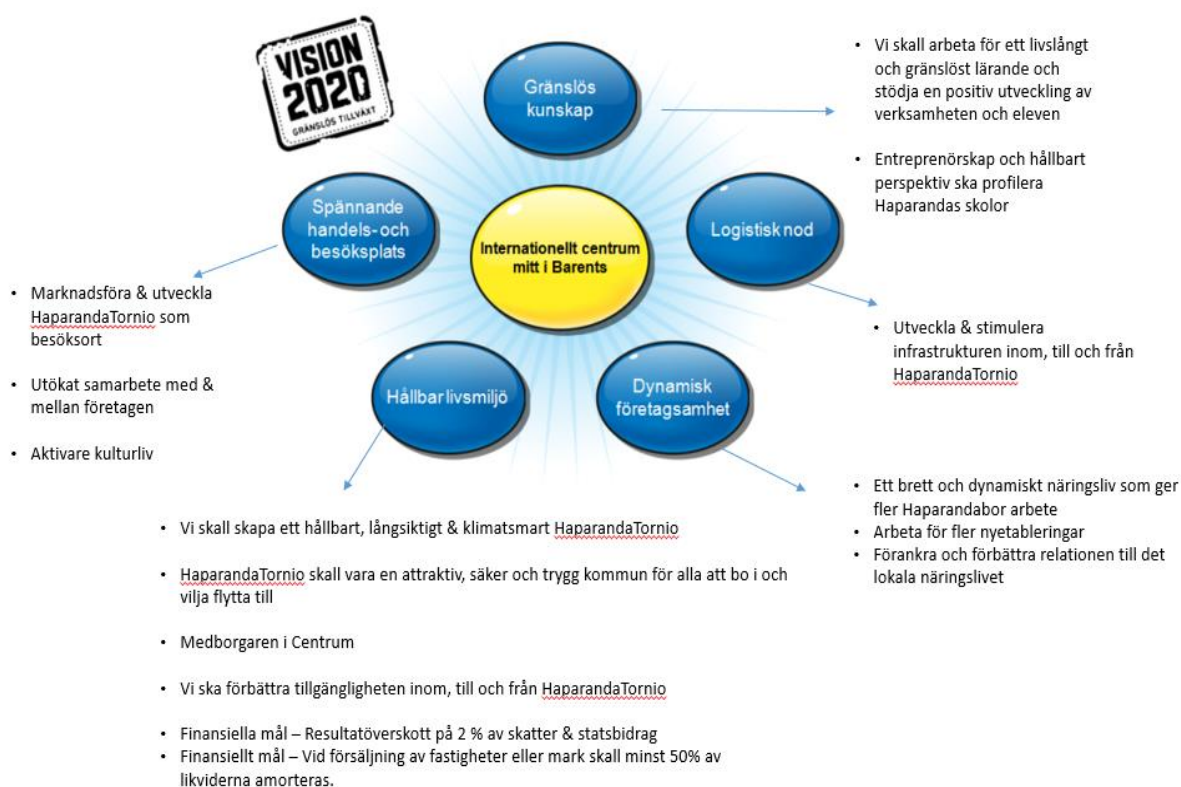 VISION
2020
GRÄNSLÖS TILLVÄXT
Gränslös
kunskap
• Vi skall arbeta för ett livslångt
och gränslöst lärande och
stödja en positiv utveckling av
verksamheten och eleven
• Entreprenörskap och hållbart
perspektiv ska profilera
Haparandas skolor
Spännande
handels-och
besöksplats
Internationellt centrum
mitt i Barents
Logistisk nod
• Marknadsföra & utveckla
HaparandaTornio som
besöksort
• Utökat samarbete med &
mellan företagen
• Aktivare kulturliv
• Utveckla & stimulera
infrastrukturen inom, till och från
HaparandaTornio
Hållbar livsmiljö
Dynamisk
företagsamhet
• Ett brett och dynamiskt näringsliv som ger
fler Haparandabor arbete
• Arbeta för fler nyetableringar
• Förankra och förbättra relationen till det
lokala näringslivet
• Vi skall skapa ett hållbart, långsiktigt & klimatsmart HaparandaTornio
• HaparandaTornio skall vara en attraktiv, säker och trygg kommun för alla att bo i och
vilja flytta till
• Medborgaren i Centrum
• Vi ska förbättra tillgängligheten inom, till och från HaparandaTornio
• Finansiella mål – Resultatöverskott på 2 % av skatter & statsbidrag
• Finansiellt mål – Vid försäljning av fastigheter eller mark skall minst 50% av
likviderna amorteras.